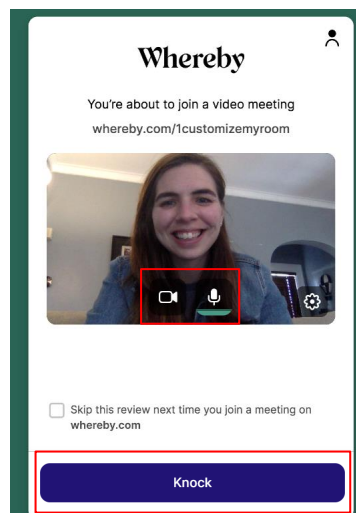 Whereby
You're about to join a video meeting
whereby.com/1customizemyroom
Skip this review next time you join a meeting on
whereby.com
Knock